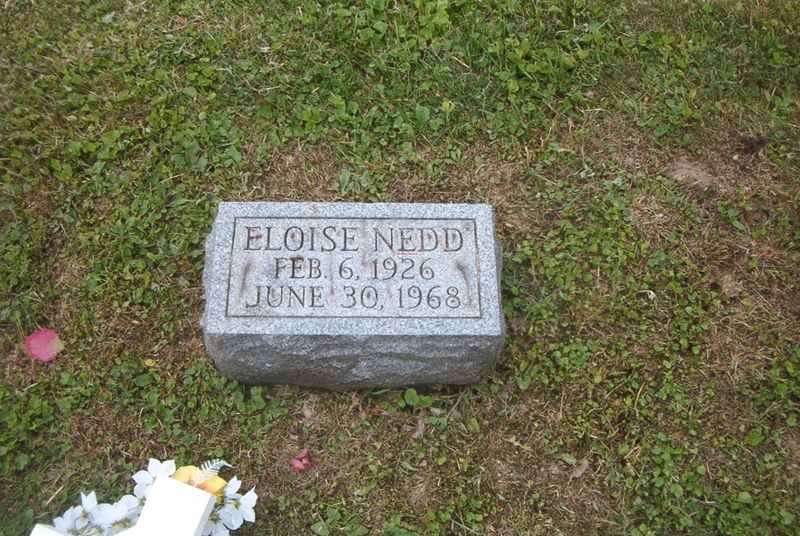 ELOISE NEDD
FEB. 6, 1926
JUNE 30, 1968